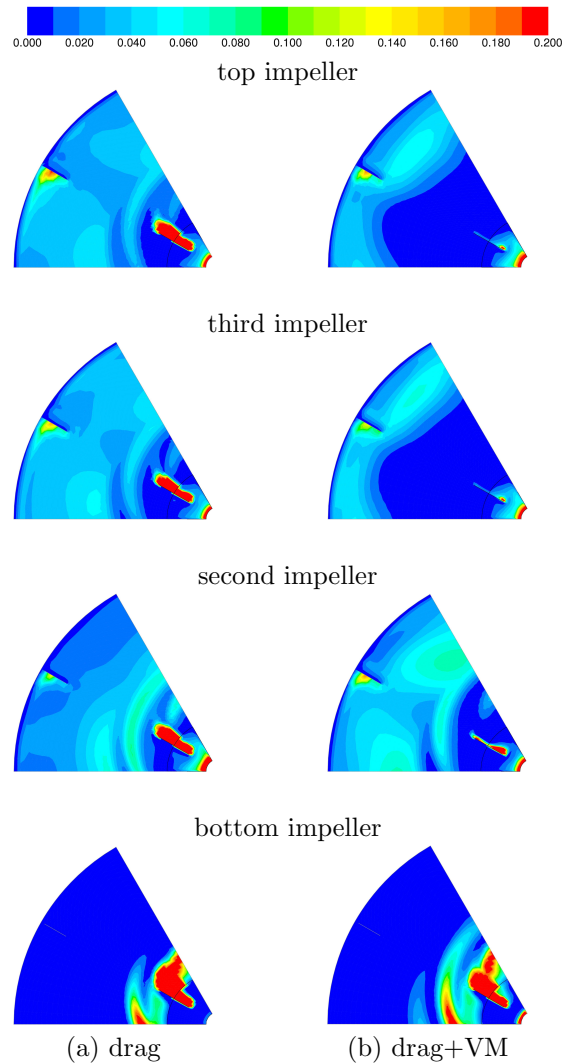 0.000 0.020 0.040 0.060 0.080 0.100 0.120 0.140 0.160 0.180 0.200
top impeller
third impeller
second impeller
bottom impeller
(a) drag (b) drag+VM